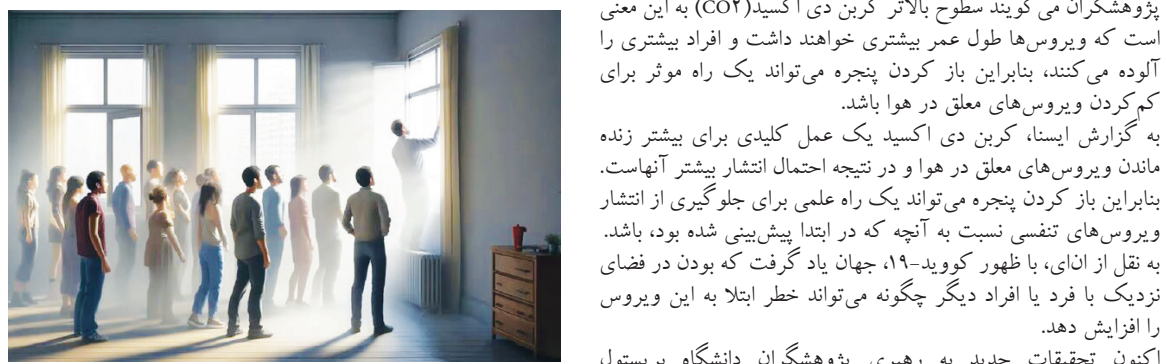 پژوهشگران می‌گویند سطوح بالاتر کربن دی اکسید(CO۲) به این معنی
است که ویروس‌ها طول عمر بیشتری خواهند داشت و افراد بیشتری را
آلوده می‌کنند، بنابراین باز کردن پنجره می‌تواند یک راه موثر برای
کم‌کردن ویروس‌های معلق در هوا باشد.
به گزارش ایسنا، کربن دی اکسید یک عمل کلیدی برای بیشتر زنده
ماندن ویروس‌های معلق در هوا و در نتیجه احتمال انتشار بیشتر آنهاست.
بنابراین باز کردن پنجره می‌تواند یک راه علمی برای جلوگیری از انتشار
ویروس‌های تنفسی نسبت به آنچه که در ابتدا پیش‌بینی شده بود، باشد.
به نقل از ان‌ای، با ظهور کووید-۱۹، جهان یاد گرفت که بودن در فضای
نزدیک با فرد یا افراد دیگر چگونه می‌تواند خطر ابتلا به این ویروس
را افزایش دهد.
اکنون تحقیقات جدید به رهبری پژوهشگران دانشگاه بریستول